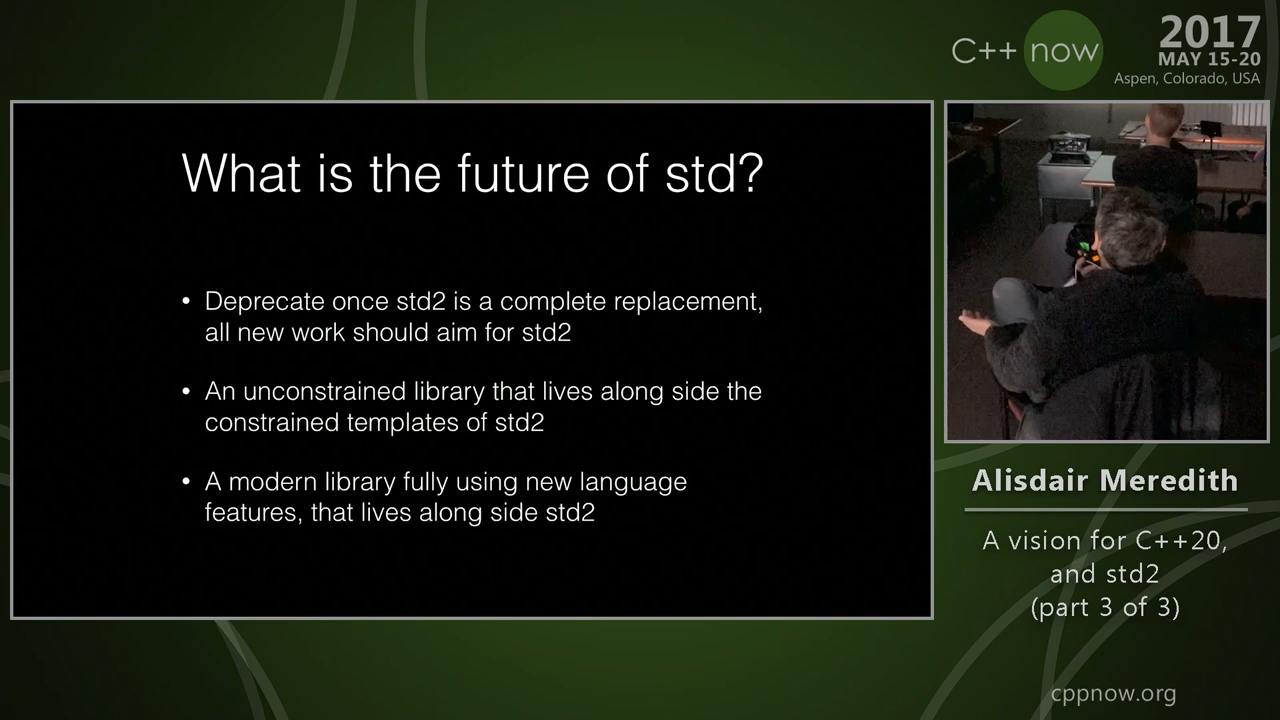 C++ now
2017
MAY 15-20
Aspen, Colorado, USA
What is the future of std?
• Deprecate once std2 is a complete replacement,
all new work should aim for std2
• An unconstrained library that lives along side the
constrained templates of std2
• A modern library fully using new language
features, that lives along side std2
Alisdair Meredith
A vision for C++20,
and std2
(part 3 of 3)
cppnow.org